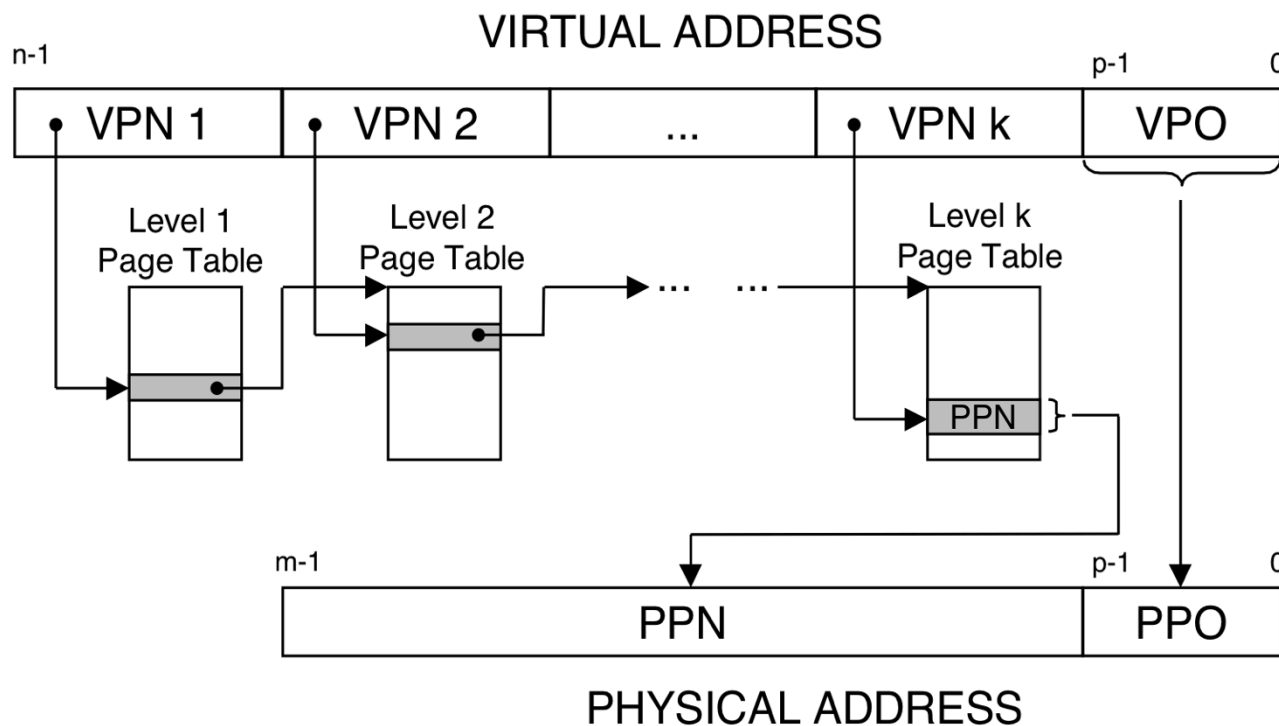 VIRTUAL ADDRESS
n-1 p-1 0
VPN 1 VPN 2 ... VPN k VPO
Level 1
Page Table
Level 2
Page Table
Level k
Page Table
... ...
PPN
m-1 p-1 0
PPN PPO
PHYSICAL ADDRESS